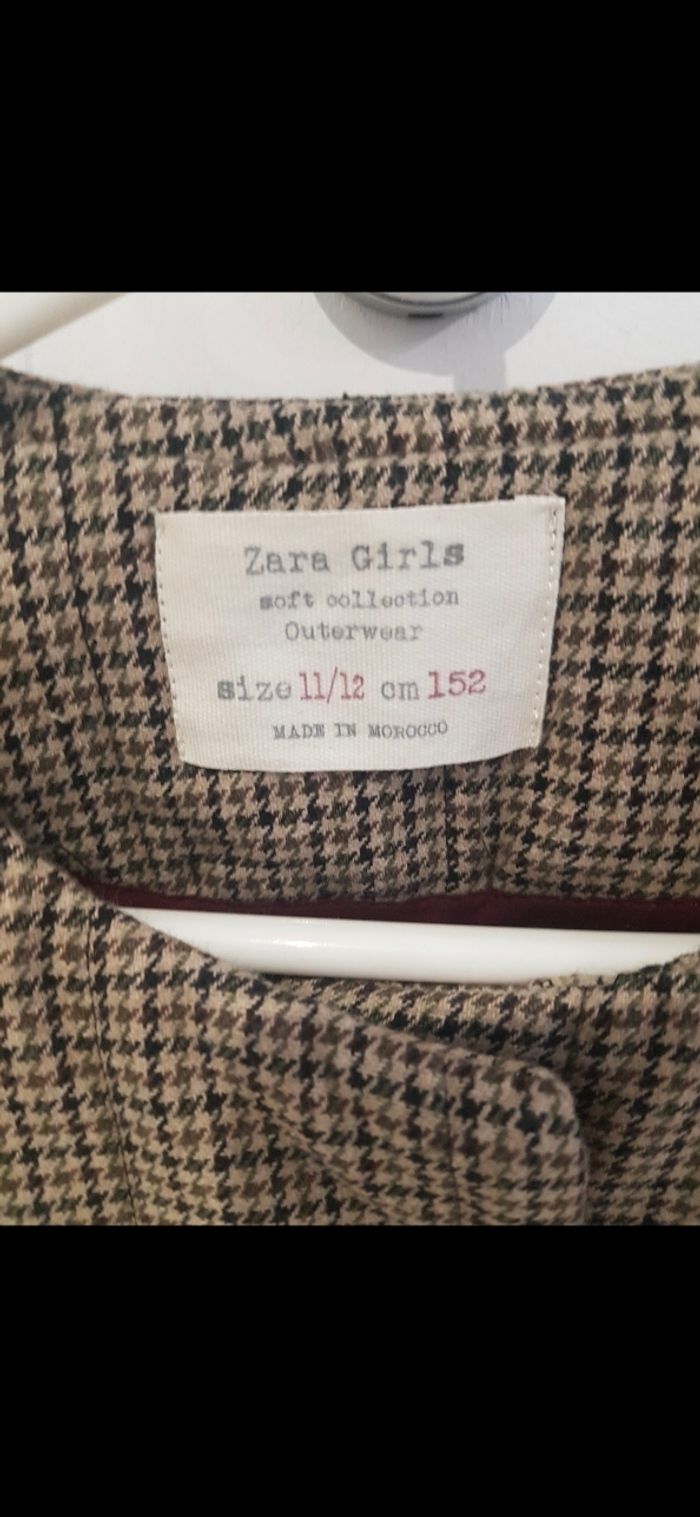 Zara Girls
soft collection
Outerwear
size 11/12 cm 152
MADE IN MOROCCO